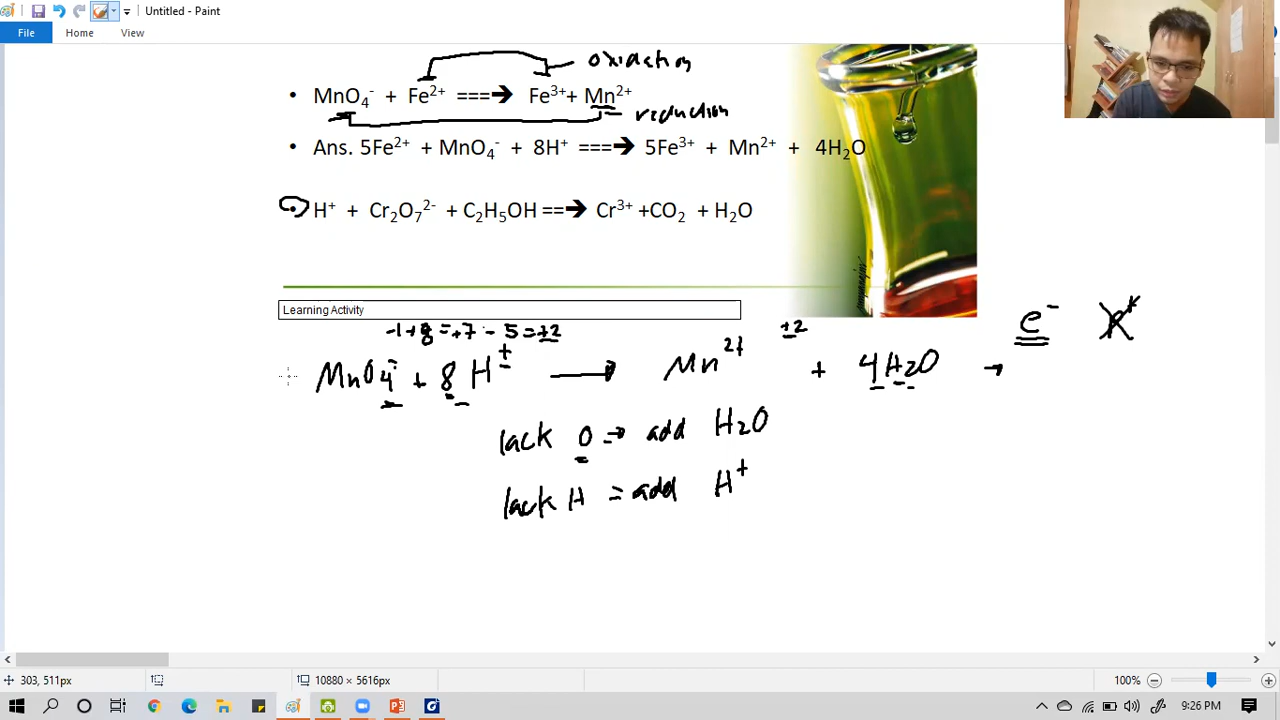 Untitled - Paint
File Home View
oxidation
• MnO₄⁻ + Fe²⁺ ===➔ Fe³⁺+ Mn²⁺
reduction
• Ans. 5Fe²⁺ + MnO₄⁻ + 8H⁺ ===➔ 5Fe³⁺ + Mn²⁺ + 4H₂O
• H⁺ + Cr₂O₇²⁻ + C₂H₅OH ==➔ Cr³⁺ +CO₂ + H₂O
Learning Activity
-1+8=+7 - 5=+2 +2
e⁻
MnO4⁻ + 8H⁺ → Mn²⁺ + 4H₂O →
lack O → add H₂O
lack H = add H⁺
303, 511px 10880 × 5616px 100%
9:26 PM